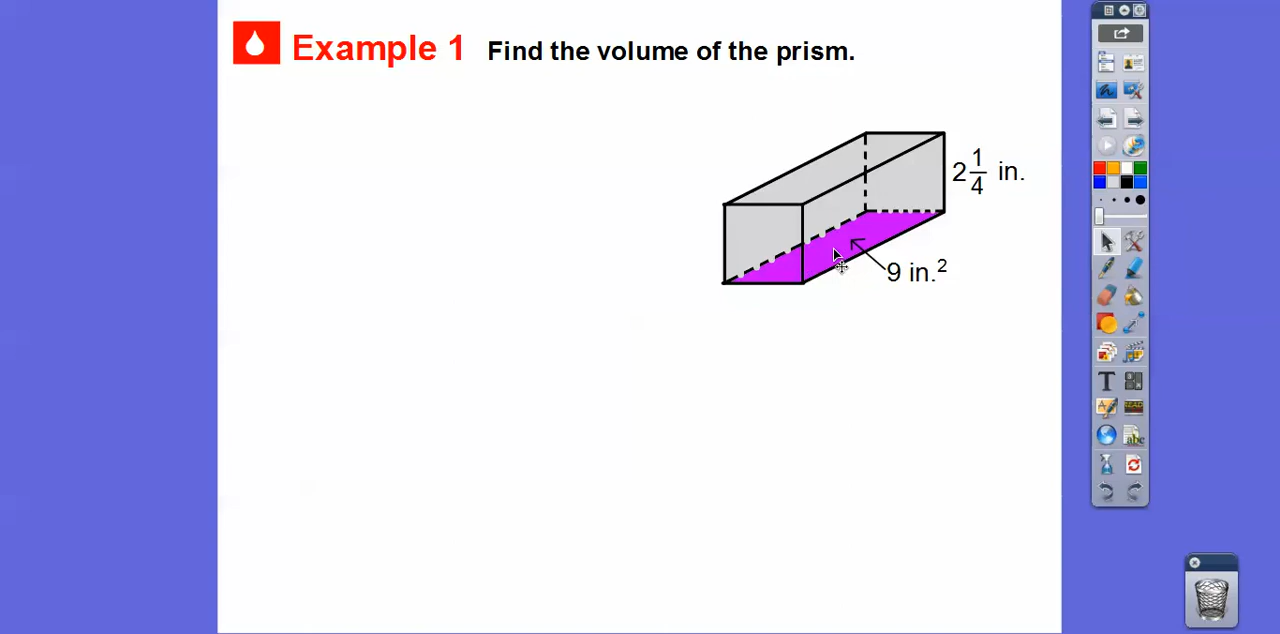 Example 1 Find the volume of the prism.
2 1/4 in.
9 in.²